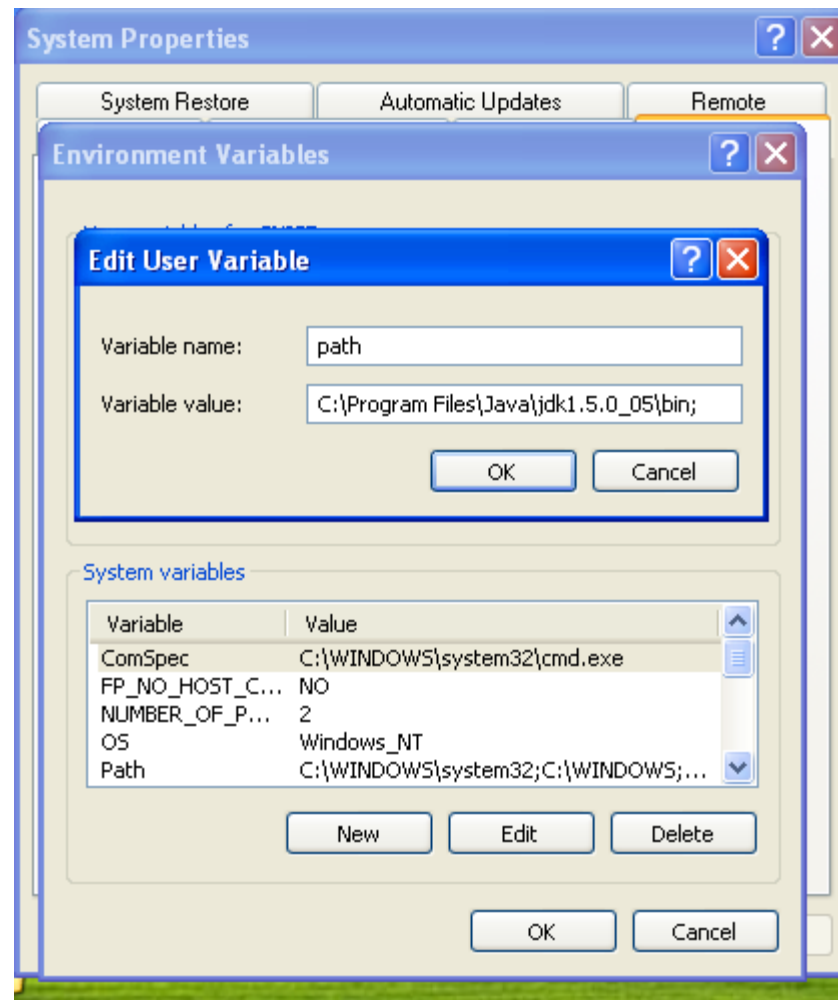 System Properties
System Restore Automatic Updates Remote
Environment Variables
Edit User Variable
Variable name: path
Variable value: C:\Program Files\Java\jdk1.5.0_05\bin;
OK Cancel
System variables
Variable Value
ComSpec C:\WINDOWS\system32\cmd.exe
FP_NO_HOST_C... NO
NUMBER_OF_P... 2
OS Windows_NT
Path C:\WINDOWS\system32;C:\WINDOWS;...
New Edit Delete
OK Cancel